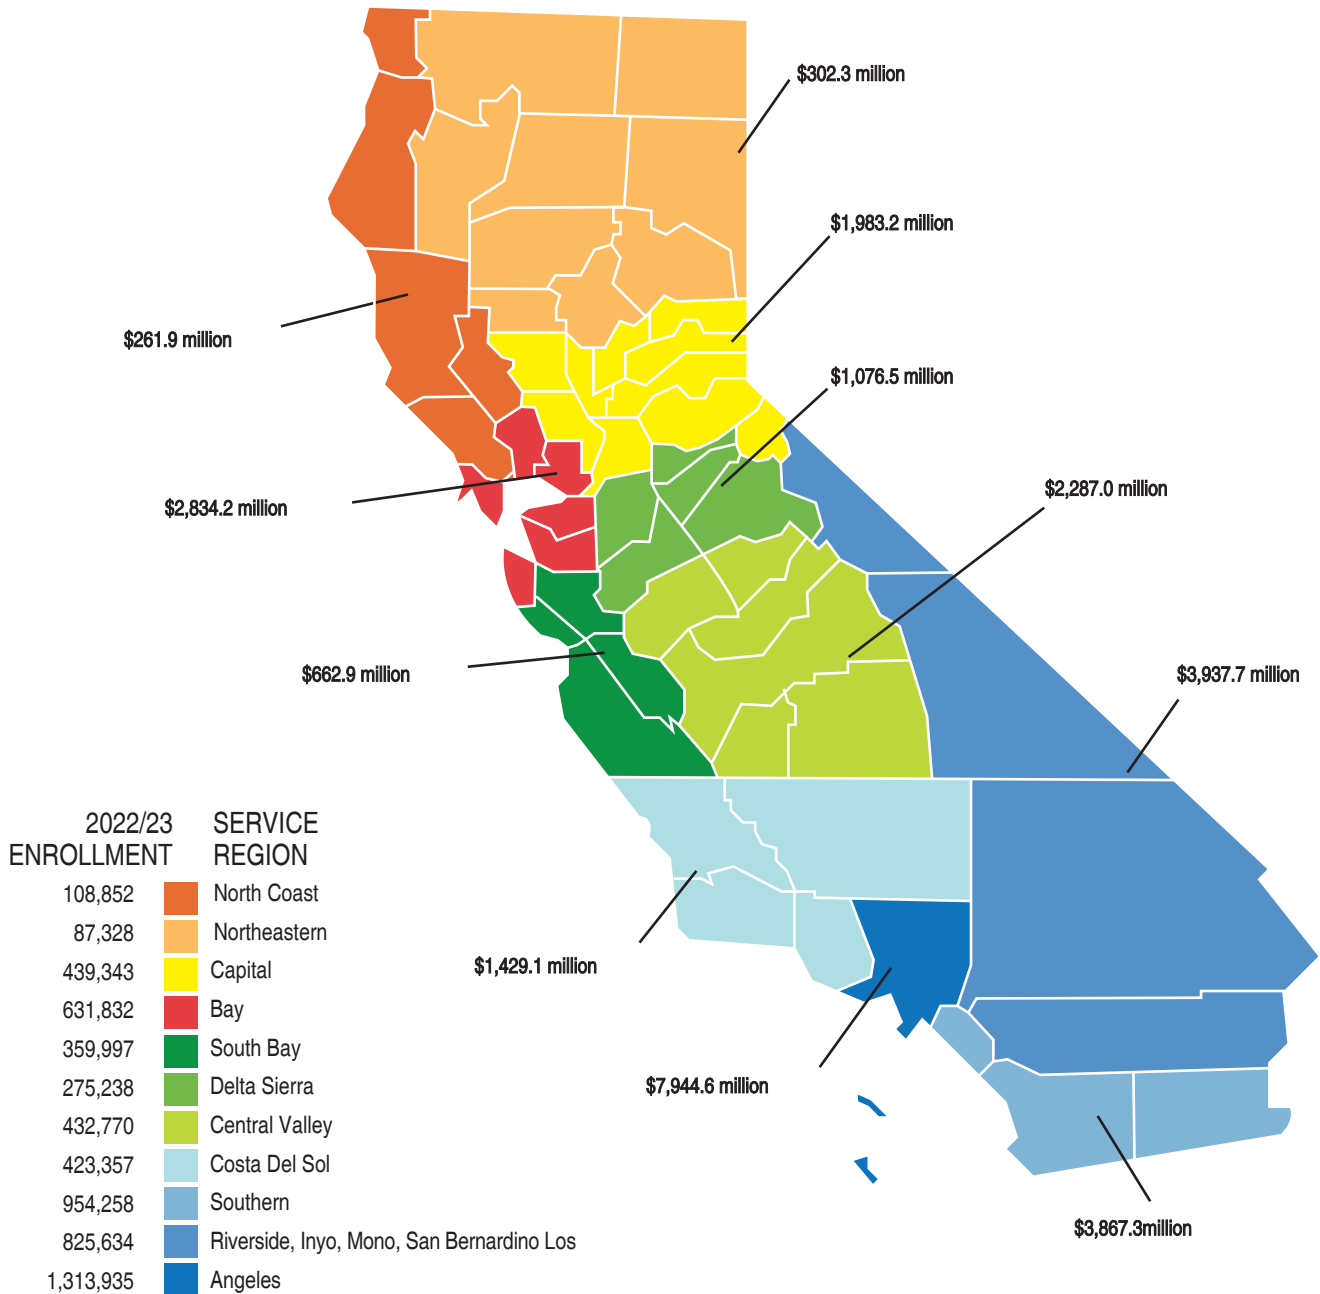 $302.3 million
$1,983.2 million
$261.9 million
$1,076.5 million
$2,834.2 million
$2,287.0 million
$662.9 million
$3,937.7 million
$1,429.1 million
$7,944.6 million
$3,867.3million
2022/23 SERVICE
ENROLLMENT REGION
108,852 North Coast
87,328 Northeastern
439,343 Capital
631,832 Bay
359,997 South Bay
275,238 Delta Sierra
432,770 Central Valley
423,357 Costa Del Sol
954,258 Southern
825,634 Riverside, Inyo, Mono, San Bernardino Los
1,313,935 Angeles